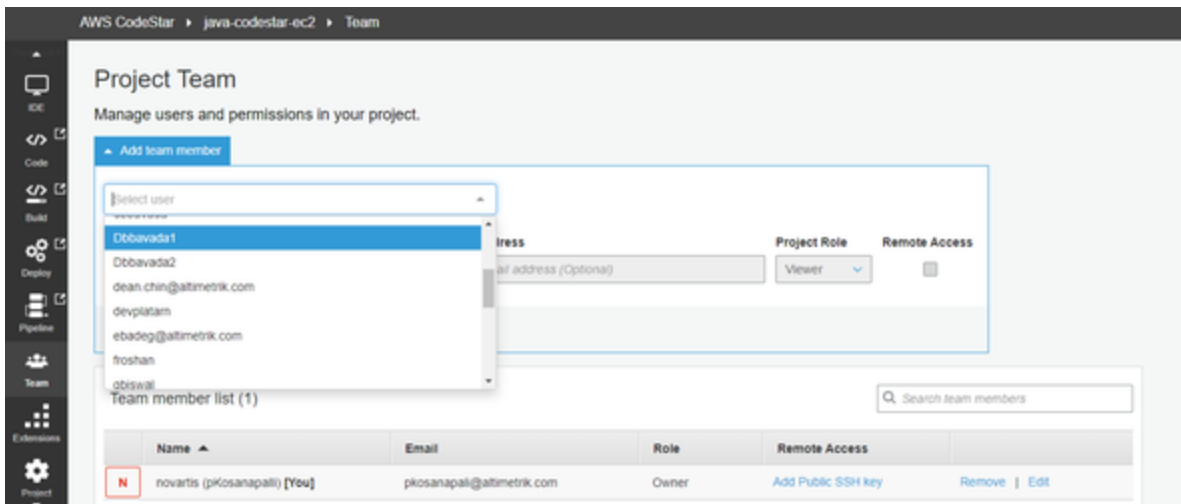 AWS CodeStar ▸ java-codestar-ec2 ▸ Team
IDE
Code
Build
Deploy
Pipeline
Team
Extensions
Project
Project Team
Manage users and permissions in your project.
Add team member
Select user
Dbbavada1
Dbbavada2
dean.chin@altimetrik.com
devplatarn
ebadeg@altimetrik.com
froshan
gbiswal
Project Role
Remote Access
address (Optional)
Viewer
Team member list (1)
Search team members
Name Email Role Remote Access
N novartis (pKosanapalli) [You] pkosanapali@altimetrik.com Owner Add Public SSH key Remove | Edit